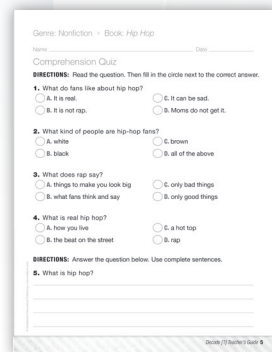 Genre: Nonfiction • Book: Hip Hop
Name Date
Comprehension Quiz
DIRECTIONS: Read the question. Then fill in the circle next to the correct answer.
1. What do fans like about hip hop?
A. It is real. C. It can be sad.
B. It is not rap. D. Moms do not get it.
2. What kind of people are hip-hop fans?
A. white C. brown
B. black D. all of the above
3. What does rap say?
A. things to make you look big C. only bad things
B. what fans think and say D. only good things
4. What is real hip hop?
A. how you live C. a hot top
B. the beat on the street D. rap
DIRECTIONS: Answer the question below. Use complete sentences.
5. What is hip hop?
Decade [1] Teacher's Guide 5